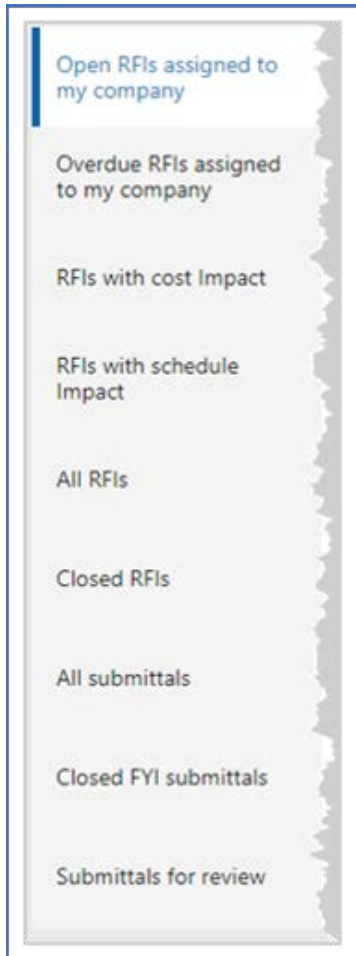 Open RFIs assigned to
my company
Overdue RFIs assigned
to my company
RFIs with cost Impact
RFIs with schedule
Impact
All RFIs
Closed RFIs
All submittals
Closed FYI submittals
Submittals for review